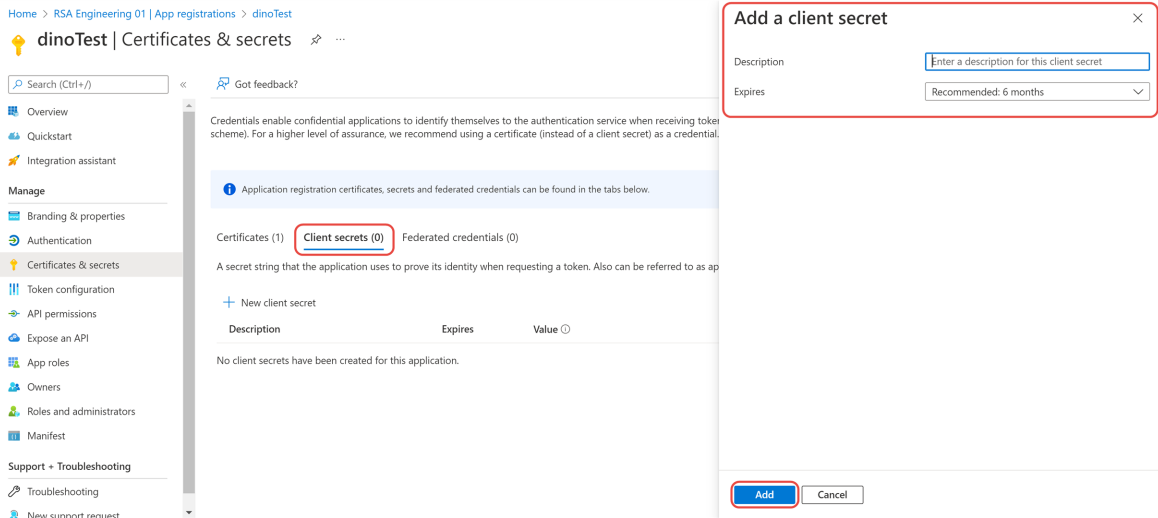 Home > RSA Engineering 01 | App registrations > dinoTest
dinoTest | Certificates & secrets
Search (Ctrl+/)
Overview
Quickstart
Integration assistant
Manage
Branding & properties
Authentication
Certificates & secrets
Token configuration
API permissions
Expose an API
App roles
Owners
Roles and administrators
Manifest
Support + Troubleshooting
Troubleshooting
New support request
Got feedback?
Credentials enable confidential applications to identify themselves to the authentication service when receiving toker
scheme). For a higher level of assurance, we recommend using a certificate (instead of a client secret) as a credential.
Application registration certificates, secrets and federated credentials can be found in the tabs below.
Certificates (1) Client secrets (0) Federated credentials (0)
A secret string that the application uses to prove its identity when requesting a token. Also can be referred to as ap
New client secret
Description Expires Value
No client secrets have been created for this application.
Add a client secret
Description Enter a description for this client secret
Expires Recommended: 6 months
Add Cancel